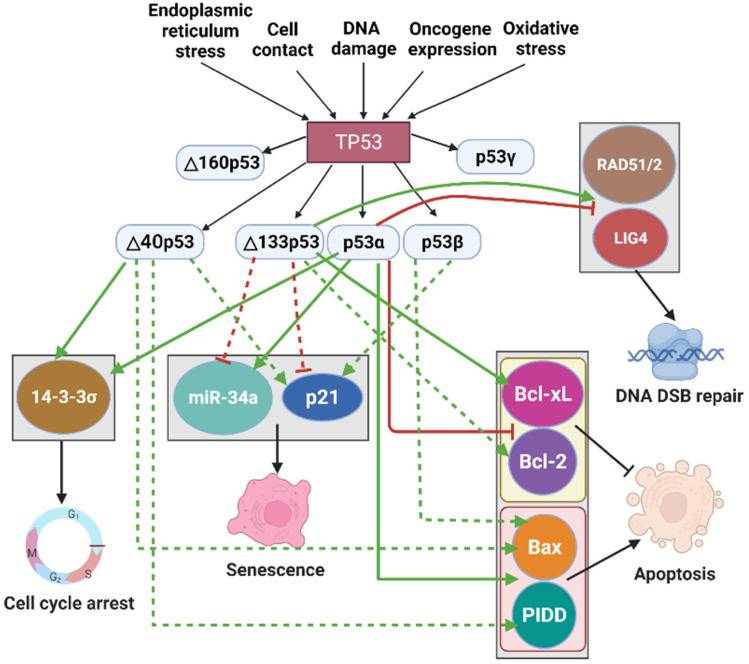 Endoplasmic
reticulum
stress
Cell
contact
DNA
damage
Oncogene
expression
Oxidative
stress
TP53
△160p53
p53γ
RAD51/2
LIG4
△40p53
△133p53
p53α
p53β
DNA DSB repair
14-3-3σ
miR-34a
p21
Bcl-xL
Bcl-2
G1
M
G2
S
Cell cycle arrest
Senescence
Bax
PIDD
Apoptosis